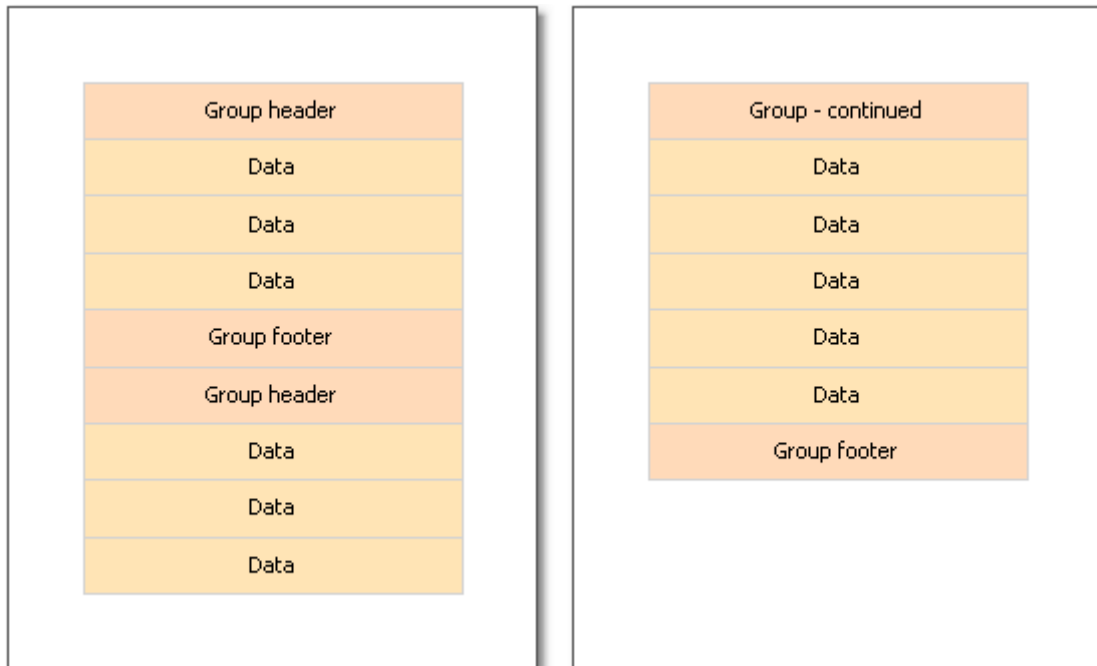 Group header
Data
Data
Data
Group footer
Group header
Data
Data
Data
Group - continued
Data
Data
Data
Data
Data
Group footer